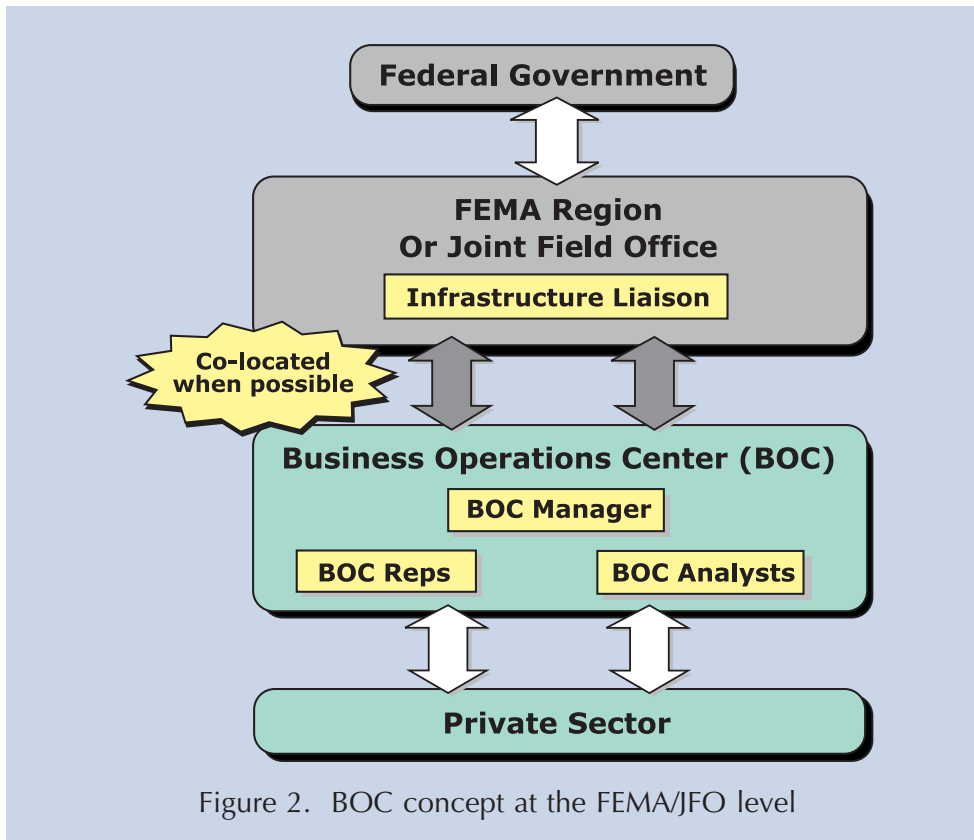 Federal Government
FEMA Region
Or Joint Field Office
Infrastructure Liaison
Co-located
when possible
Business Operations Center (BOC)
BOC Manager
BOC Reps
BOC Analysts
Private Sector
Figure 2. BOC concept at the FEMA/JFO level